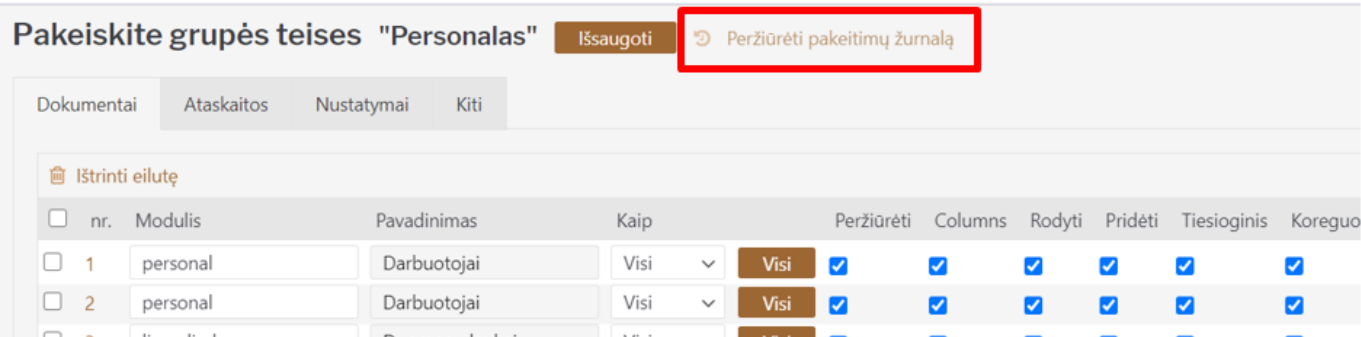 Pakeiskite grupės teises "Personalas" Išsaugoti Peržiūrėti pakeitimų žurnalą
Dokumentai Ataskaitos Nustatymai Kiti
Ištrinti eilutę
nr. Modulis Pavadinimas Kaip Peržiūrėti Columns Rodyti Pridėti Tiesioginis Koreguo
1 personal Darbuotojai Visi Visi
2 personal Darbuotojai Visi Visi